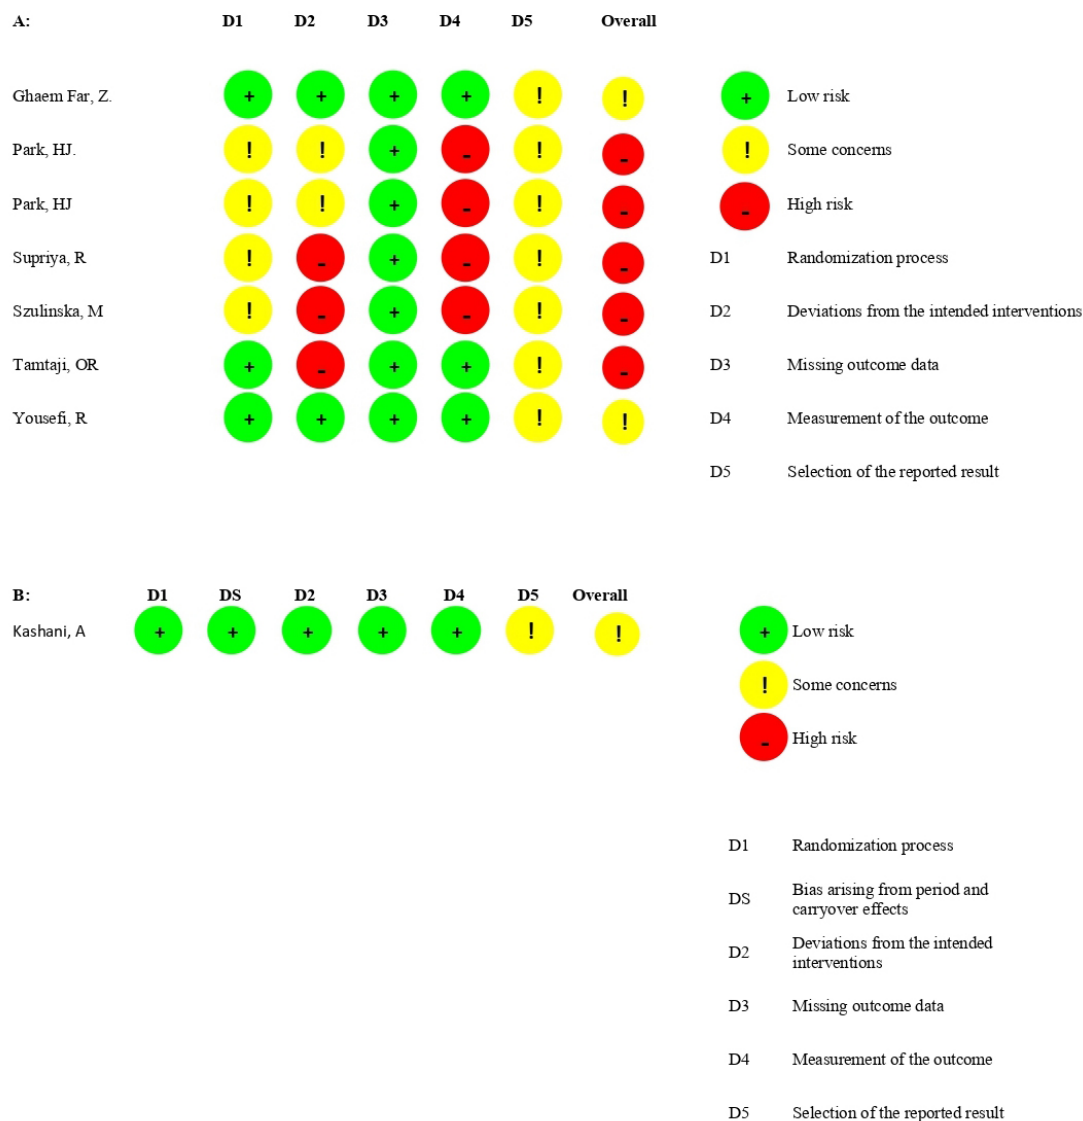 A: D1 D2 D3 D4 D5 Overall
Ghaem Far, Z. + + + + ! ! + Low risk
Park, HJ. ! ! + - ! - ! Some concerns
Park, HJ ! ! + - ! - - High risk
Supriya, R ! - + - ! - D1 Randomization process
Szulinska, M ! - + - ! - D2 Deviations from the intended interventions
Tamtaji, OR + - + + ! - D3 Missing outcome data
Yousefi, R + + + + ! ! D4 Measurement of the outcome
D5 Selection of the reported result
B: D1 DS D2 D3 D4 D5 Overall
Kashani, A + + + + + ! ! + Low risk
! Some concerns
- High risk
D1 Randomization process
DS Bias arising from period and
carryover effects
D2 Deviations from the intended
interventions
D3 Missing outcome data
D4 Measurement of the outcome
D5 Selection of the reported result